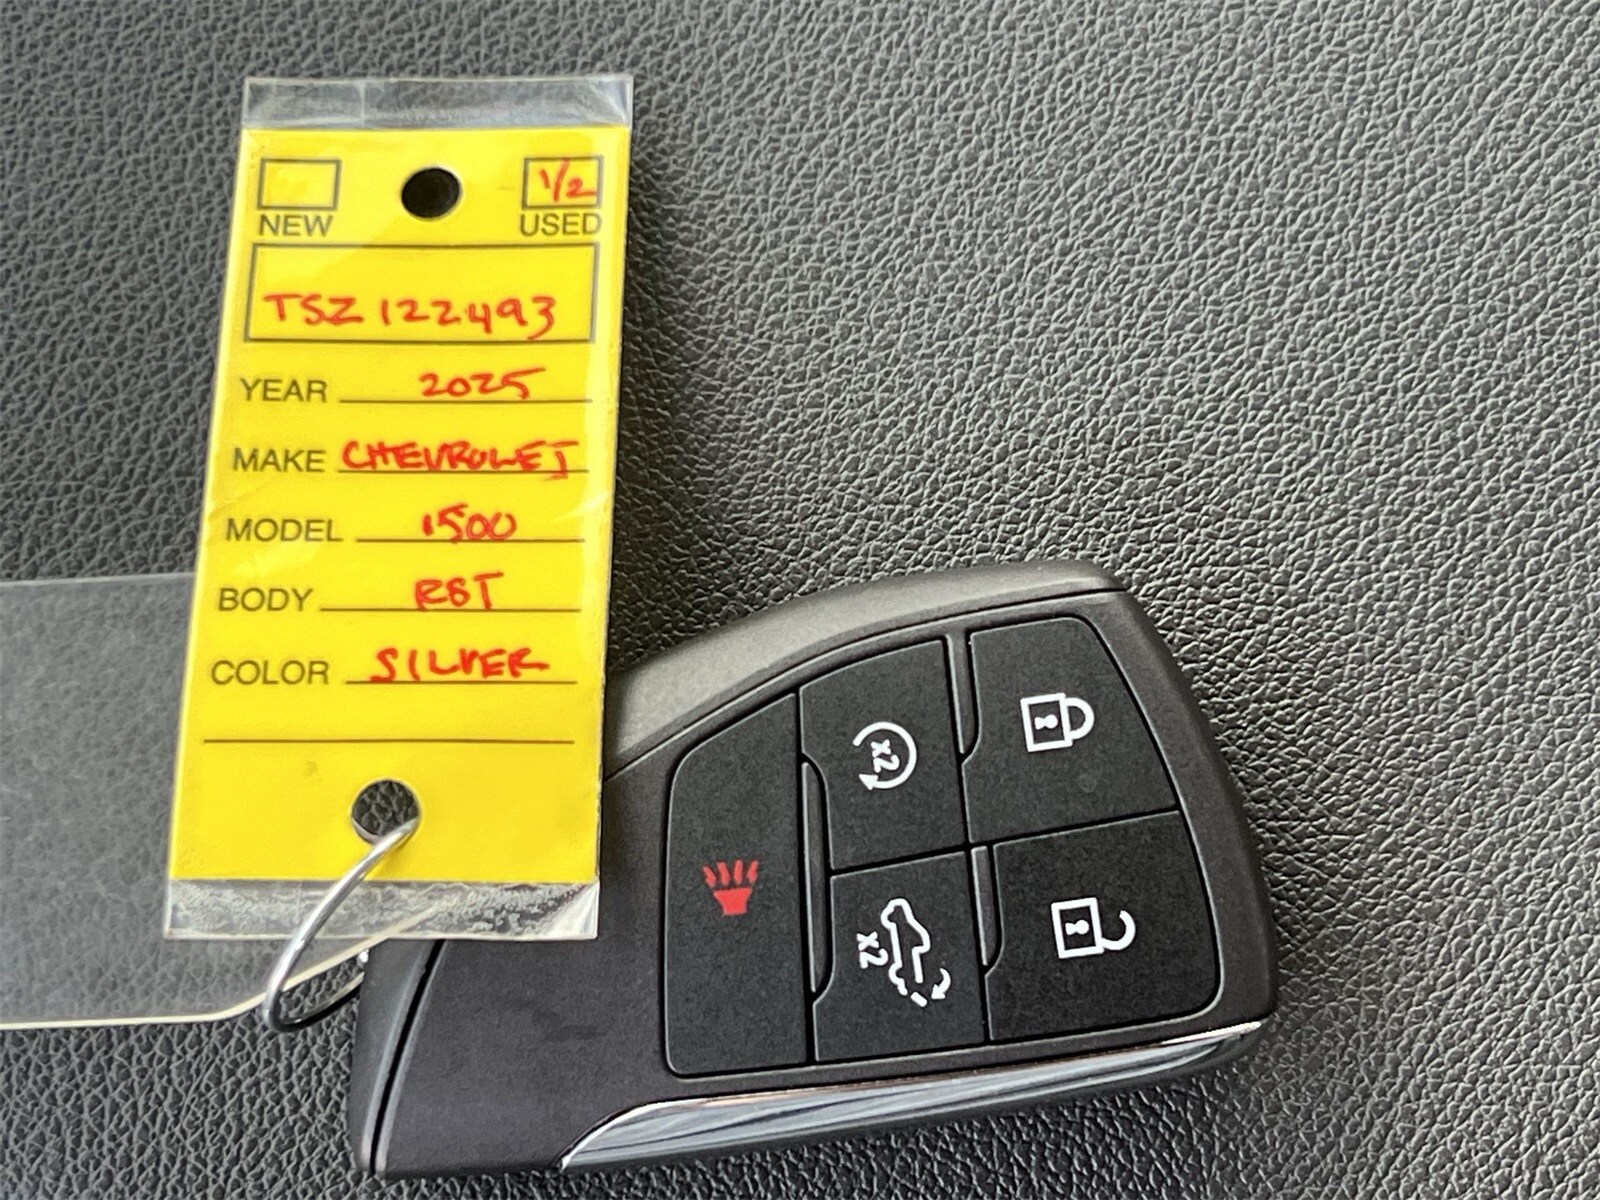 1/2
NEW USED
TSZ122493
YEAR 2025
MAKE CHEVROLET
MODEL 1500
BODY RST
COLOR SILVER
x2
x2